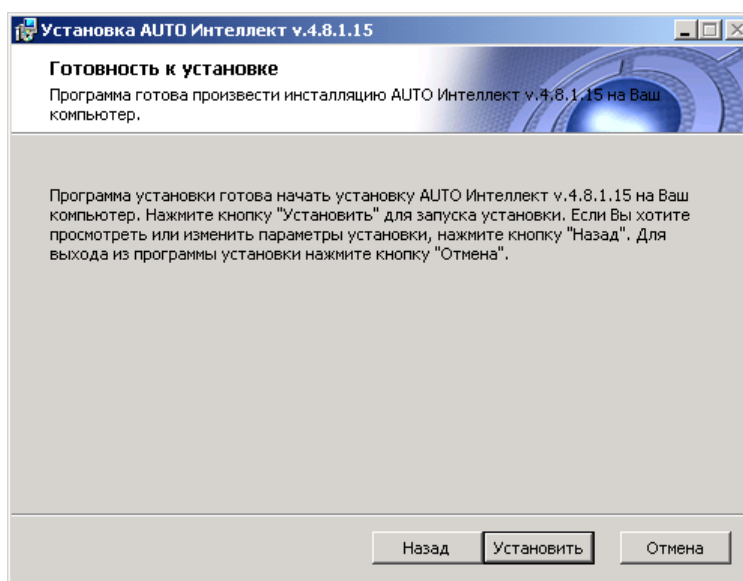 Установка AUTO Интеллект v.4.8.1.15
Готовность к установке
Программа готова произвести инсталляцию AUTO Интеллект v.4.8.1.15 на Ваш
компьютер.
Программа установки готова начать установку AUTO Интеллект v.4.8.1.15 на Ваш
компьютер. Нажмите кнопку "Установить" для запуска установки. Если Вы хотите
просмотреть или изменить параметры установки, нажмите кнопку "Назад". Для
выхода из программы установки нажмите кнопку "Отмена".
Назад Установить Отмена